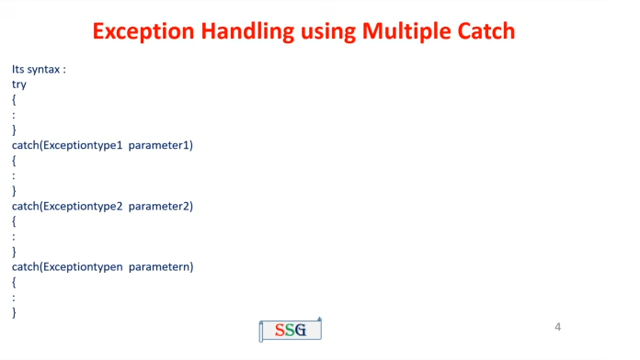 Exception Handling using Multiple Catch
Its syntax :
try
{
:
}
catch(Exceptiontype1 parameter1)
{
:
}
catch(Exceptiontype2 parameter2)
{
:
}
catch(Exceptiontypen parametern)
{
:
}
SSG
4